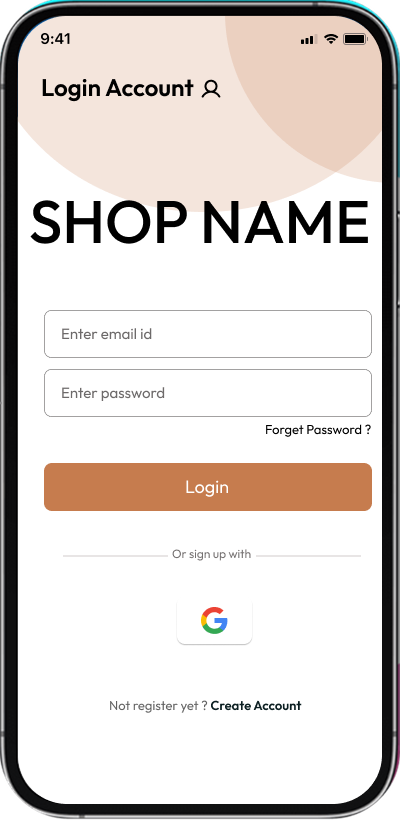 9:41
Login Account
SHOP NAME
Enter email id
Enter password
Forget Password ?
Login
Or sign up with
Not register yet ? Create Account